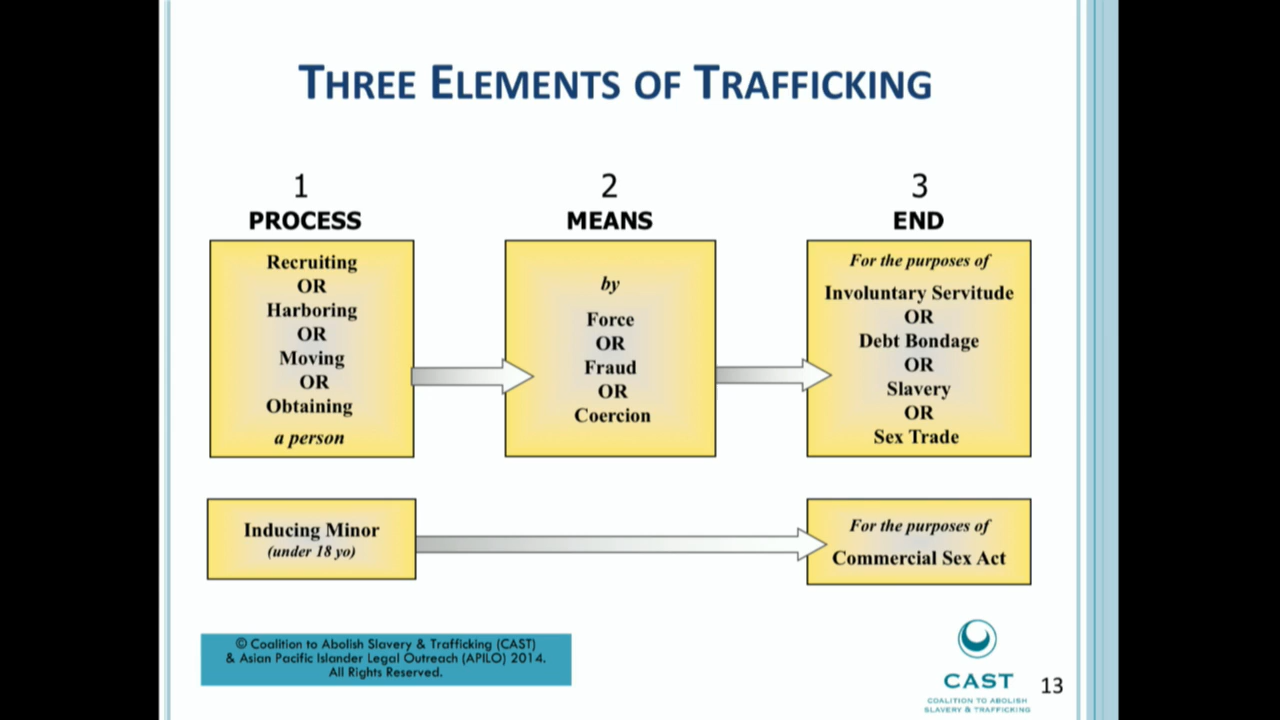 THREE ELEMENTS OF TRAFFICKING
1
PROCESS
Recruiting
OR
Harboring
OR
Moving
OR
Obtaining
a person
2
MEANS
by
Force
OR
Fraud
OR
Coercion
3
END
For the purposes of
Involuntary Servitude
OR
Debt Bondage
OR
Slavery
OR
Sex Trade
Inducing Minor
(under 18 yo)
For the purposes of
Commercial Sex Act
© Coalition to Abolish Slavery & Trafficking (CAST)
& Asian Pacific Islander Legal Outreach (APILO) 2014.
All Rights Reserved.
CAST
COALITION TO ABOLISH
SLAVERY & TRAFFICKING
13